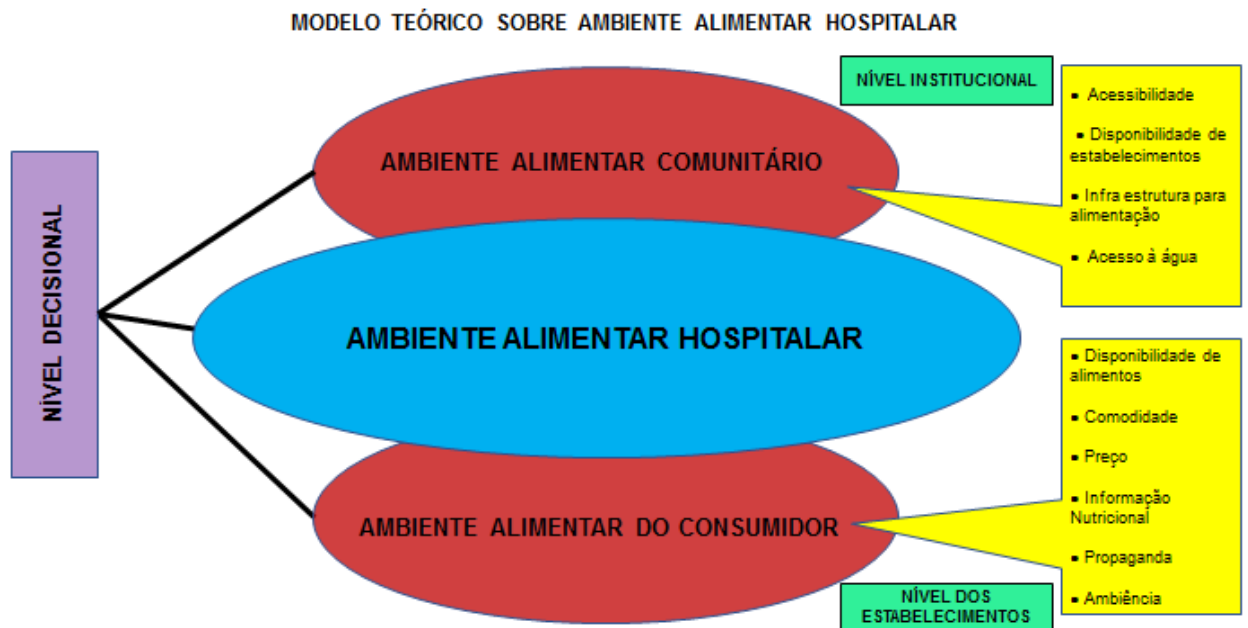 MODELO TEÓRICO SOBRE AMBIENTE ALIMENTAR HOSPITALAR
NÍVEL DECISIONAL
AMBIENTE ALIMENTAR COMUNITÁRIO
NÍVEL INSTITUCIONAL
▪ Acessibilidade
▪ Disponibilidade de
estabelecimentos
▪ Infra estrutura para
alimentação
▪ Acesso à água
AMBIENTE ALIMENTAR HOSPITALAR
AMBIENTE ALIMENTAR DO CONSUMIDOR
▪ Disponibilidade de
alimentos
▪ Comodidade
▪ Preço
▪ Informação
Nutricional
▪ Propaganda
▪ Ambiência
NÍVEL DOS
ESTABELECIMENTOS